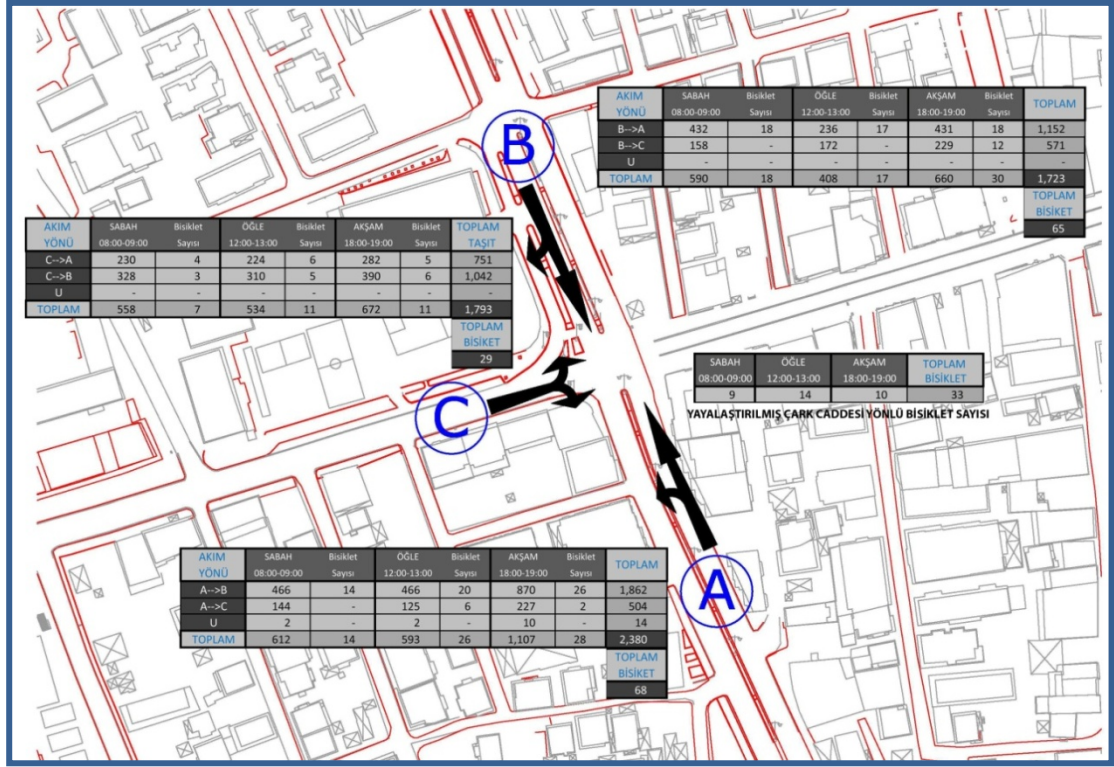 AKIM YÖNÜ SABAH 08:00-09:00 Bisiklet Sayısı ÖĞLE 12:00-13:00 Bisiklet Sayısı AKŞAM 18:00-19:00 Bisiklet Sayısı TOPLAM
B-->A 432 18 236 17 431 18 1,152
B-->C 158 - 172 - 229 12 571
U - - - - - - -
TOPLAM 590 18 408 17 660 30 1,723
TOPLAM
BİSİKET
65
B
AKIM YÖNÜ SABAH 08:00-09:00 Bisiklet Sayısı ÖĞLE 12:00-13:00 Bisiklet Sayısı AKŞAM 18:00-19:00 Bisiklet Sayısı TOPLAM TAŞIT
C-->A 230 4 224 6 282 5 751
C-->B 328 3 310 5 390 6 1,042
U - - - - - - -
TOPLAM 558 7 534 11 672 11 1,793
TOPLAM
BİSİKET
29
SABAH 08:00-09:00 ÖĞLE 12:00-13:00 AKŞAM 18:00-19:00 TOPLAM BİSİKLET
9 14 10 33
YAYALAŞTIRILMIŞ ÇARK CADDESİ YÖNLÜ BİSİKLET SAYISI
C
AKIM YÖNÜ SABAH 08:00-09:00 Bisiklet Sayısı ÖĞLE 12:00-13:00 Bisiklet Sayısı AKŞAM 18:00-19:00 Bisiklet Sayısı TOPLAM
A-->B 466 14 466 20 870 26 1,862
A-->C 144 - 125 6 227 2 504
U 2 - 2 - 10 - 14
TOPLAM 612 14 593 26 1,107 28 2,380
TOPLAM
BİSİKET
68
A